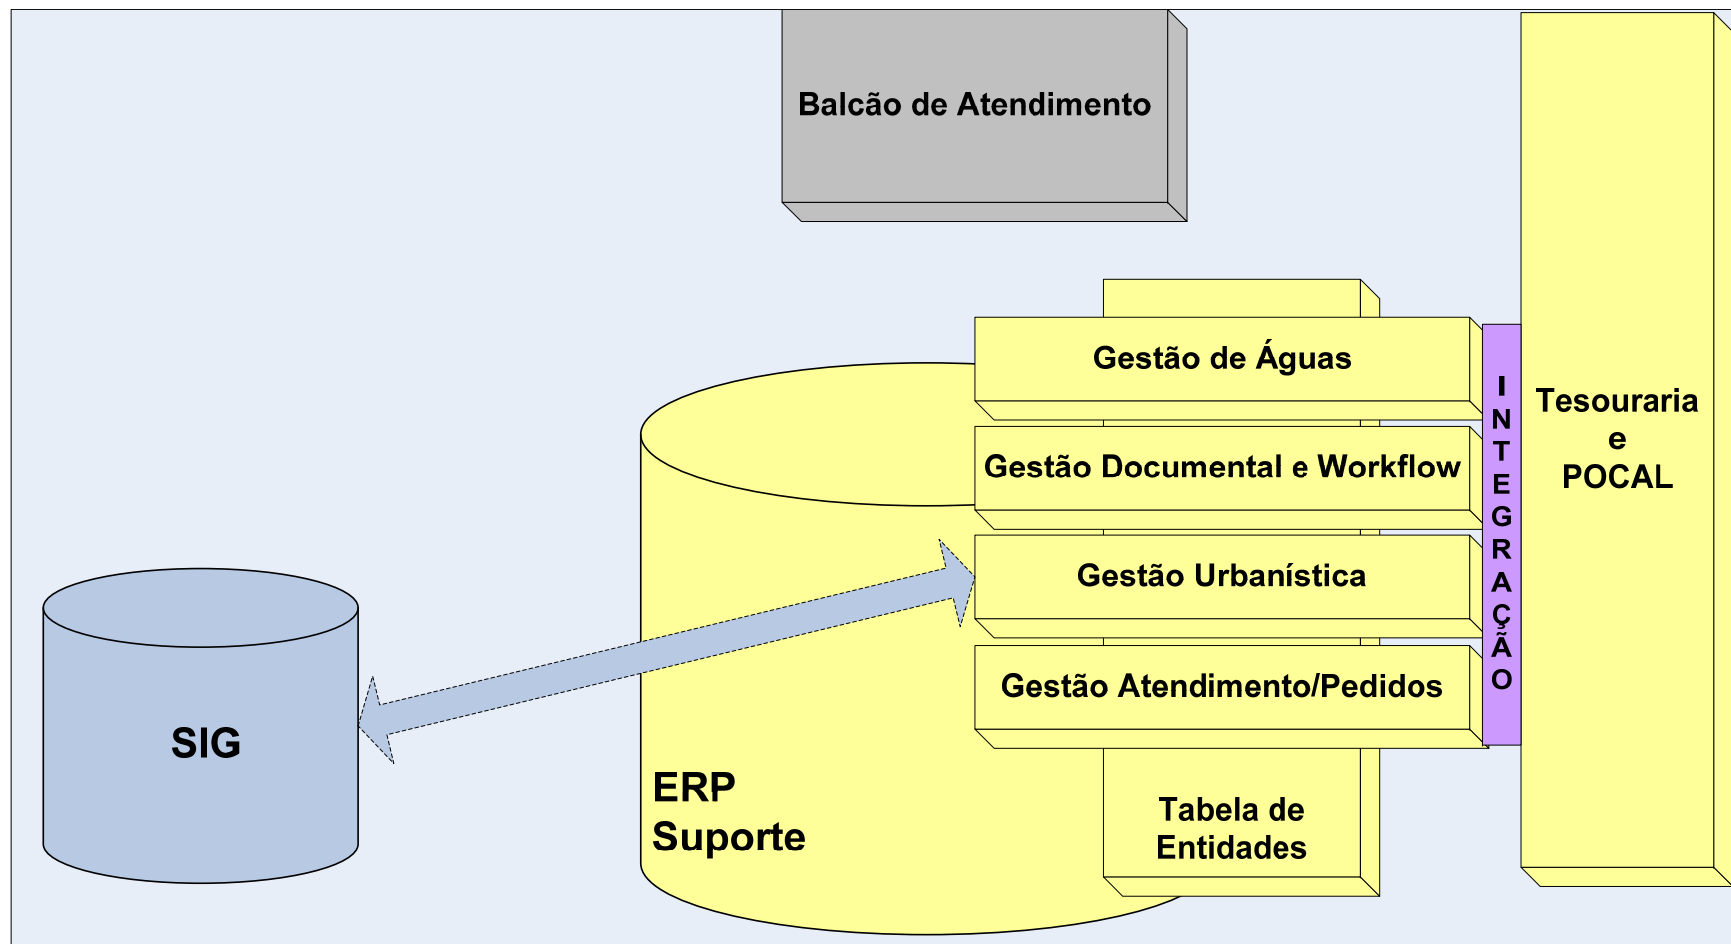 Balcão de Atendimento
Gestão de Águas
Gestão Documental e Workflow
Gestão Urbanística
Gestão Atendimento/Pedidos
INTEGRAÇÃO
Tesouraria
e
POCAL
SIG
ERP
Suporte
Tabela de
Entidades